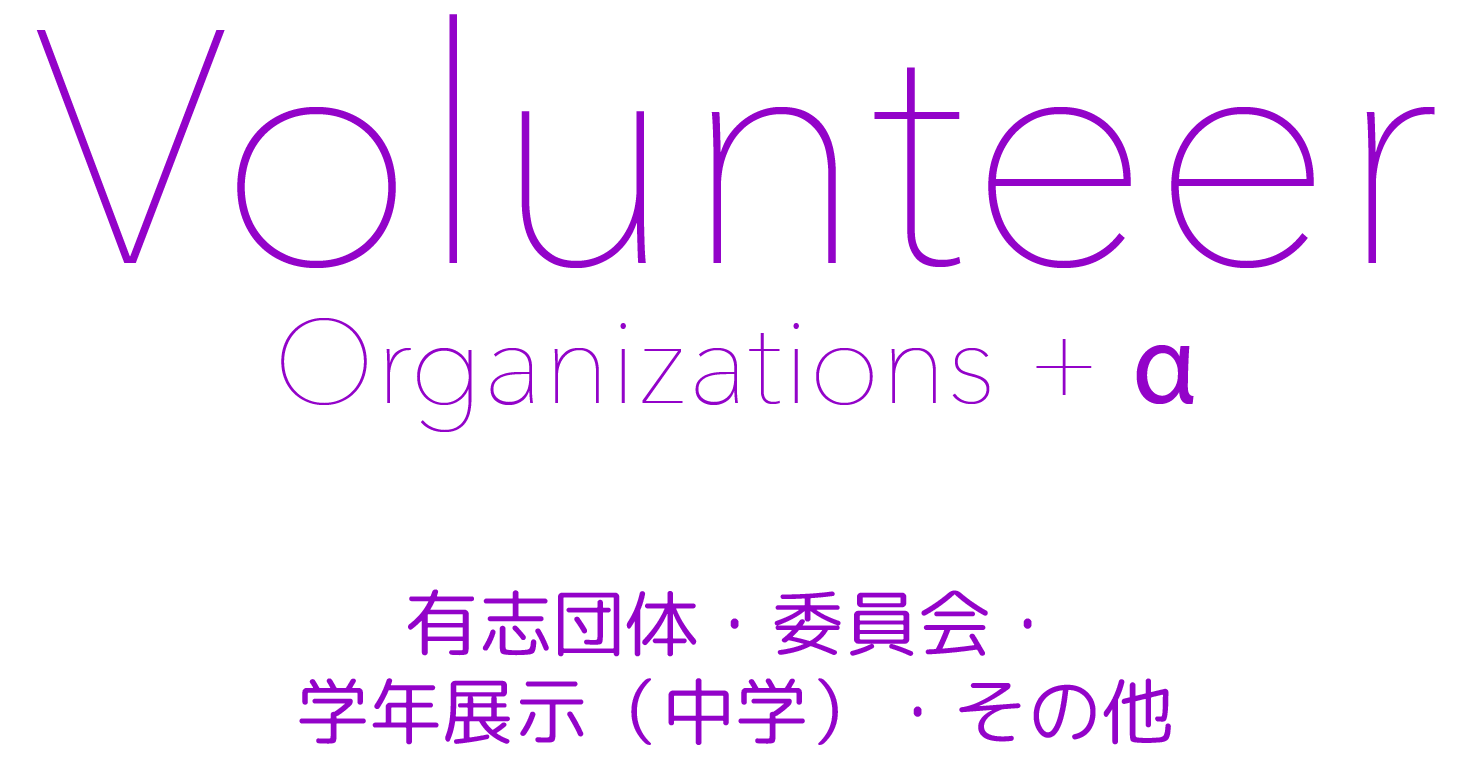 Volunteer
Organizations + α
有志団体・委員会・
学年展示（中学）・その他